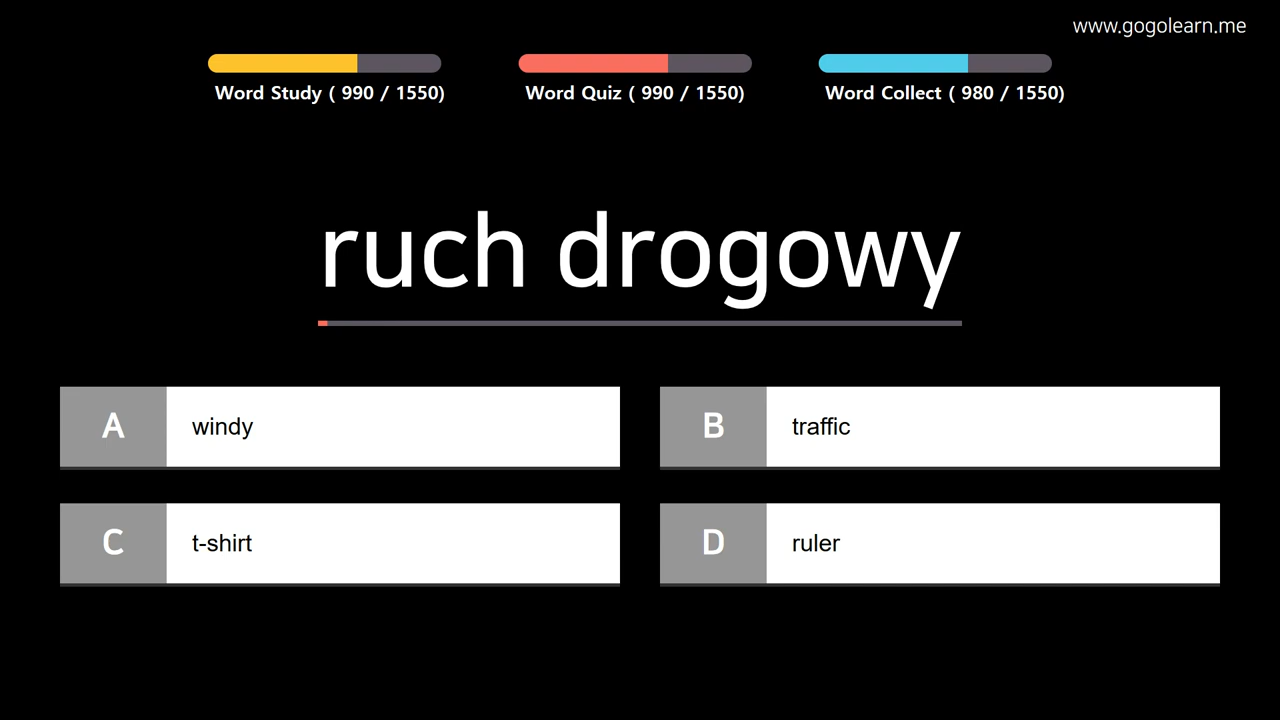 www.gogolearn.me
Word Study ( 990 / 1550)
Word Quiz ( 990 / 1550)
Word Collect ( 980 / 1550)
ruch drogowy
A windy
B traffic
C t-shirt
D ruler